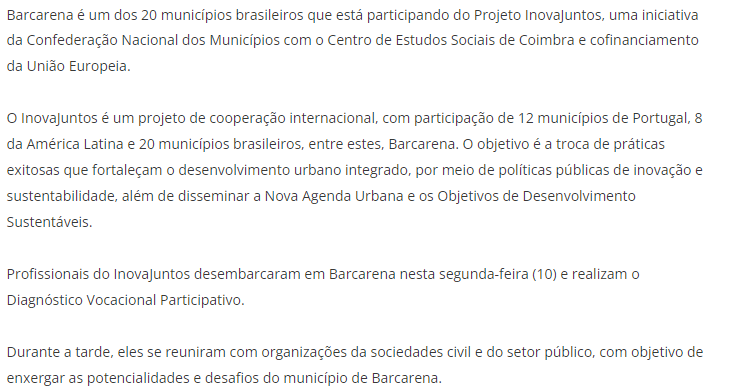 Barcarena é um dos 20 municípios brasileiros que está participando do Projeto InovaJuntos, uma iniciativa
da Confederação Nacional dos Municípios com o Centro de Estudos Sociais de Coimbra e cofinanciamento
da União Europeia.
O InovaJuntos é um projeto de cooperação internacional, com participação de 12 municípios de Portugal, 8
da América Latina e 20 municípios brasileiros, entre estes, Barcarena. O objetivo é a troca de práticas
exitosas que fortaleçam o desenvolvimento urbano integrado, por meio de políticas públicas de inovação e
sustentabilidade, além de disseminar a Nova Agenda Urbana e os Objetivos de Desenvolvimento
Sustentáveis.
Profissionais do InovaJuntos desembarcaram em Barcarena nesta segunda-feira (10) e realizam o
Diagnóstico Vocacional Participativo.
Durante a tarde, eles se reuniram com organizações da sociedades civil e do setor público, com objetivo de
enxergar as potencialidades e desafios do município de Barcarena.